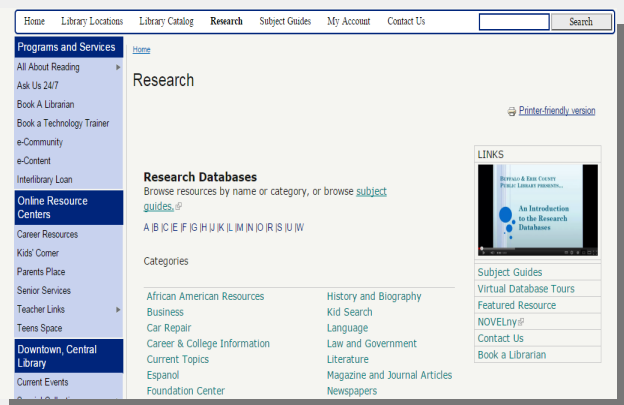 Home Library Locations Library Catalog Research Subject Guides My Account Contact Us Search
Programs and Services
All About Reading
Ask Us 24/7
Book A Librarian
Book a Technology Trainer
e-Community
e-Content
Interlibrary Loan
Online Resource
Centers
Career Resources
Kids' Corner
Parents Place
Senior Services
Teacher Links
Teens Space
Downtown, Central
Library
Current Events
Home
Research
Printer-friendly version
Research Databases
Browse resources by name or category, or browse subject
guides.
A |B |C |E |F |G |H |J |K |L |M |N |O |R |S |U |W
Categories
African American Resources
Business
Car Repair
Career & College Information
Current Topics
Espanol
Foundation Center
History and Biography
Kid Search
Language
Law and Government
Literature
Magazine and Journal Articles
Newspapers
LINKS
Buffalo & Erie County
Public Library presents...
An Introduction
to the Research
Databases
Subject Guides
Virtual Database Tours
Featured Resource
NOVELny
Contact Us
Book a Librarian